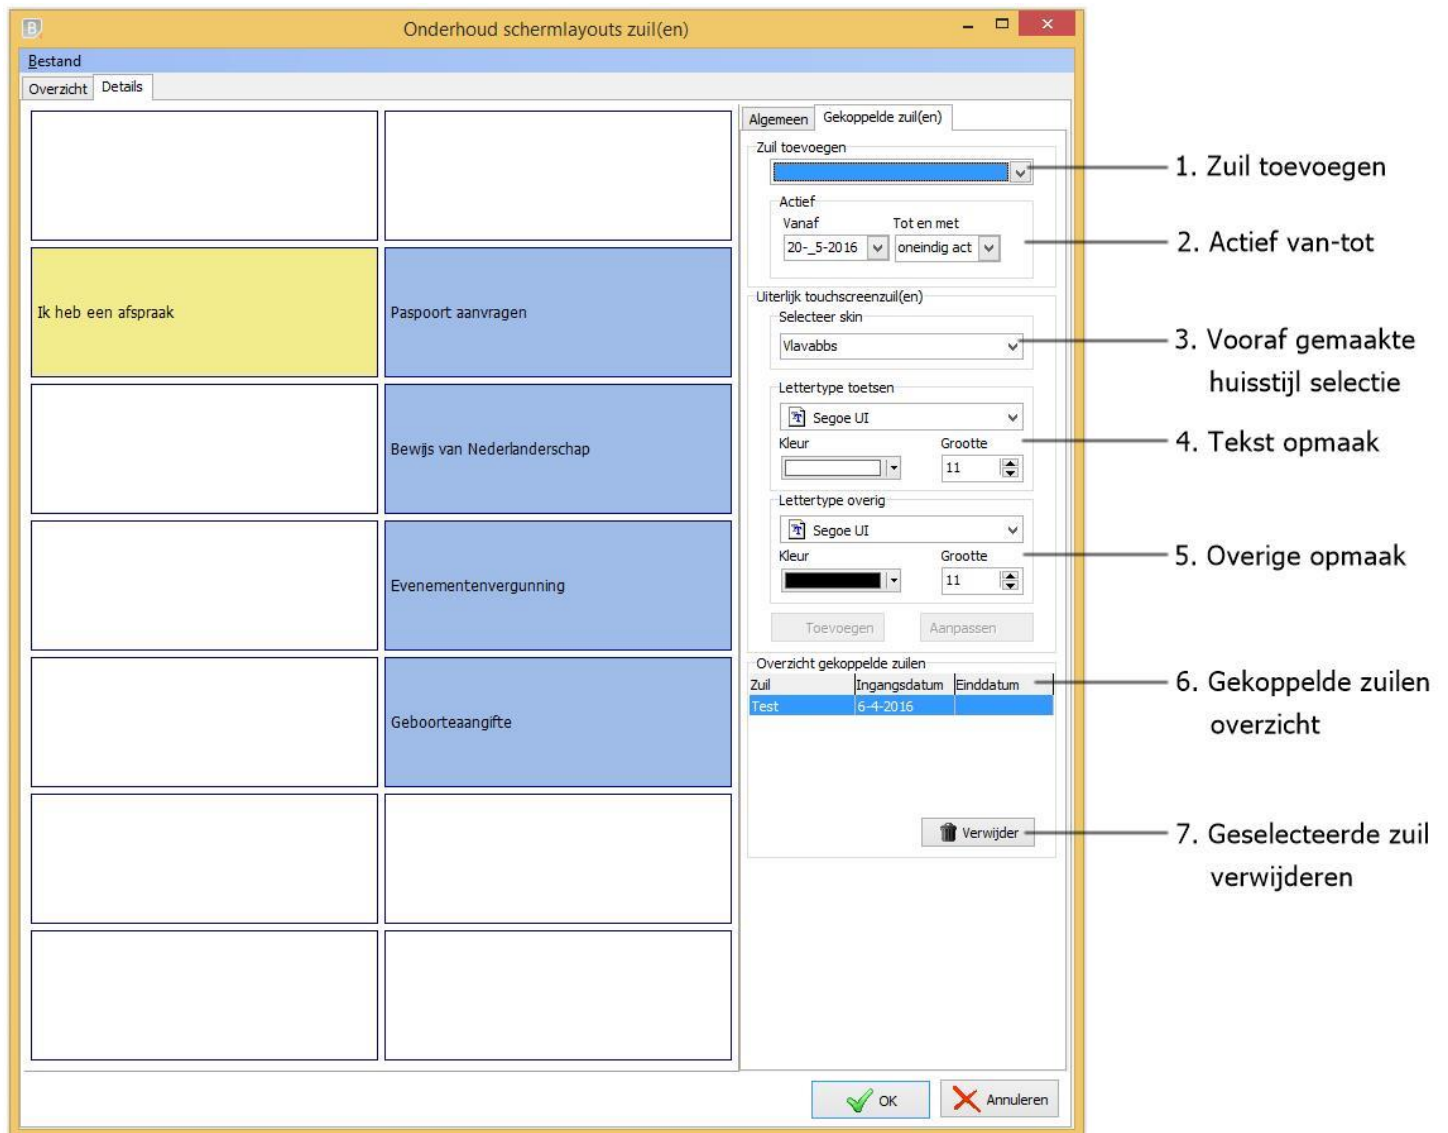 B
Onderhoud schermlayouts zuil(en)
Bestand
Overzicht Details
Ik heb een afspraak
Paspoort aanvragen
Bewijs van Nederlanderschap
Evenementenvergunning
Geboorteaangifte
Algemeen Gekoppelde zuil(en)
Zuil toevoegen
Actief
Vanaf Tot en met
20-_5-2016 oneindig act
Uiterlijk touchscreenzuil(en)
Selecteer skin
Vlavabbs
Lettertype toetsen
Segoe UI
Kleur Grootte
11
Lettertype overig
Segoe UI
Kleur Grootte
11
Toevoegen Aanpassen
Overzicht gekoppelde zuilen
Zuil Ingangsdatum Einddatum
Test 6-4-2016
Verwijder
OK Annuleren
1. Zuil toevoegen
2. Actief van-tot
3. Vooraf gemaakte
huisstijl selectie
4. Tekst opmaak
5. Overige opmaak
6. Gekoppelde zuilen
overzicht
7. Geselecteerde zuil
verwijderen